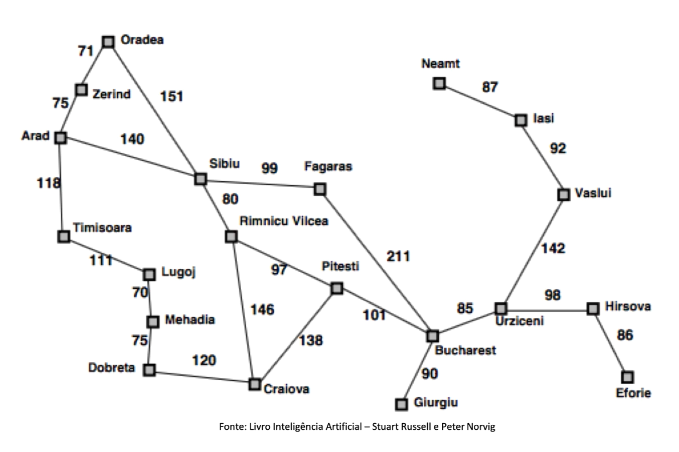 Oradea
71
Neamt
87
Zerind
151
75
Iasi
Arad
140
92
Sibiu
99
Fagaras
118
80
Vaslui
Rimnicu Vilcea
Timisoara
211
142
111
Lugoj
97
Pitesti
70
98
Hirsova
146
101
85
Urziceni
Mehadia
86
75
138
Bucharest
Dobreta
120
90
Craiova
Eforie
Giurgiu
Fonte: Livro Inteligência Artificial – Stuart Russell e Peter Norvig